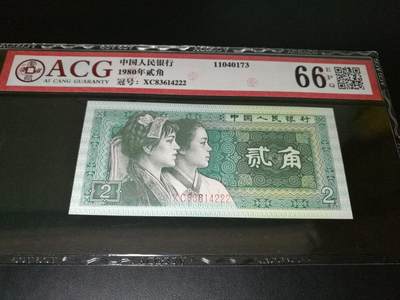 ACG
AI CANG GUARANTY
中国人民银行
1980年贰角
冠号: XC83614222
11040173
66 EPQ
中国人民银行
贰角
XC83614222
2
2